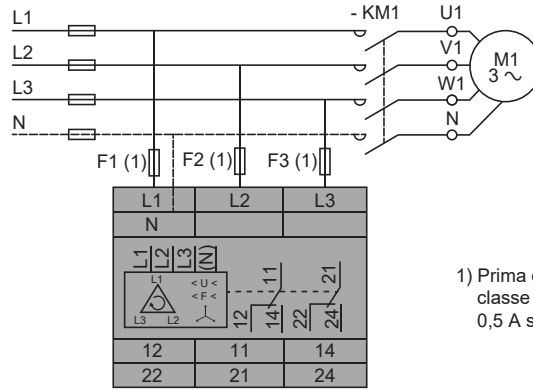 L1
- KM1
U1
L2
V1
M1
3 ~
L3
W1
N
N
F1 (1)
F2 (1)
F3 (1)
L1
L2
L3
N
L1
L2
L3
(N)
L1
L3
L2
< U <
< F <
11
12
14
21
22
24
1) Prima
classe
0,5 A s
12
11
14
22
21
24